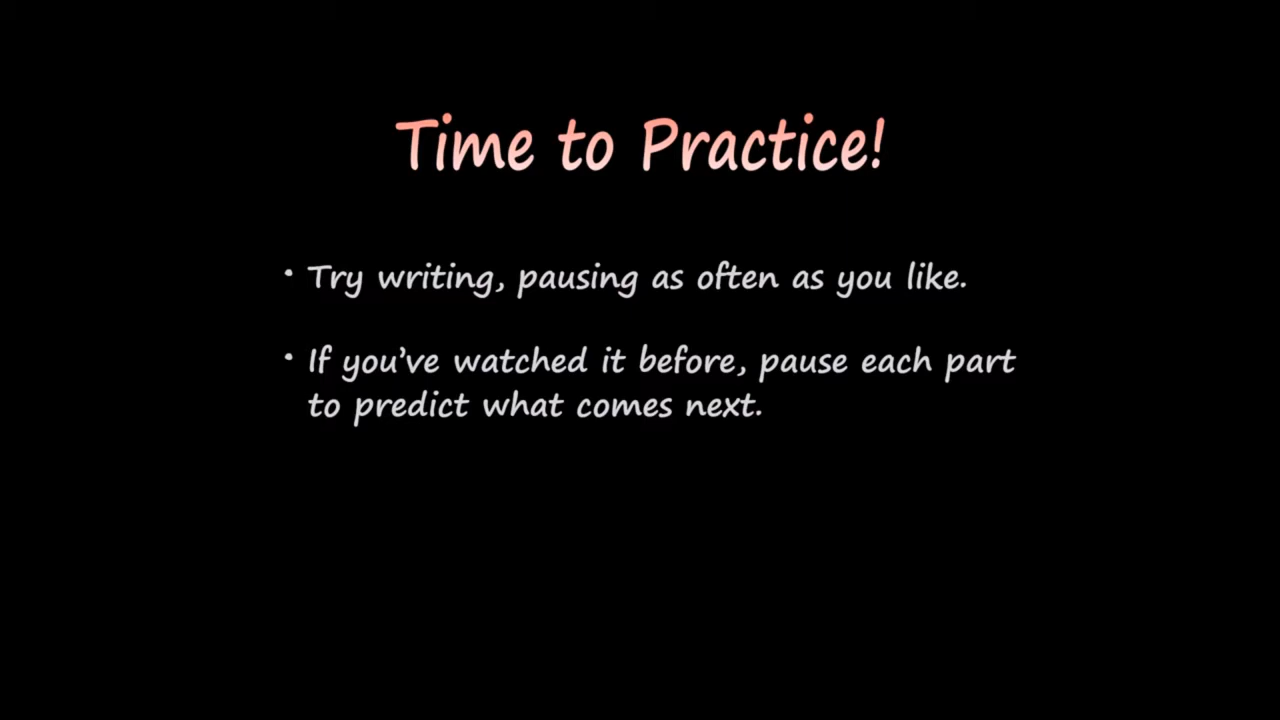 Time to Practice!
• Try writing, pausing as often as you like.
• If you’ve watched it before, pause each part
to predict what comes next.